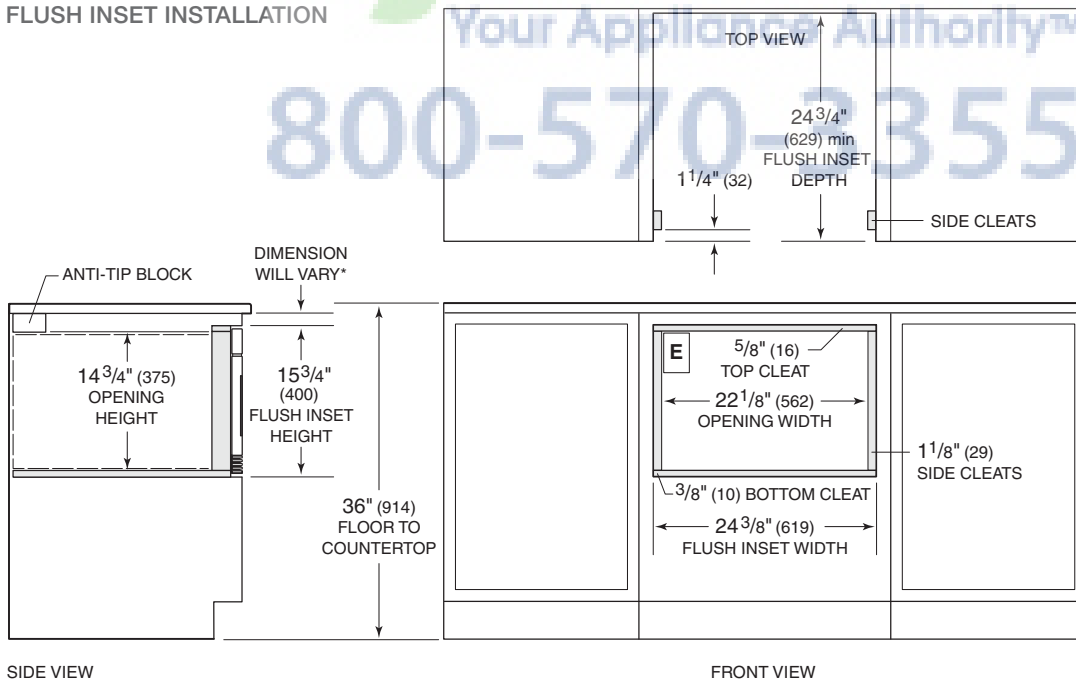 FLUSH INSET INSTALLATION
Your Appliance Authority™
800-570-3355
TOP VIEW
24 3/4"
(629) min
FLUSH INSET
DEPTH
1 1/4" (32)
SIDE CLEATS
DIMENSION
WILL VARY*
ANTI-TIP BLOCK
14 3/4" (375)
OPENING
HEIGHT
15 3/4"
(400)
FLUSH INSET
HEIGHT
36" (914)
FLOOR TO
COUNTERTOP
E
5/8" (16)
TOP CLEAT
22 1/8" (562)
OPENING WIDTH
1 1/8" (29)
SIDE CLEATS
3/8" (10) BOTTOM CLEAT
24 3/8" (619)
FLUSH INSET WIDTH
SIDE VIEW
FRONT VIEW